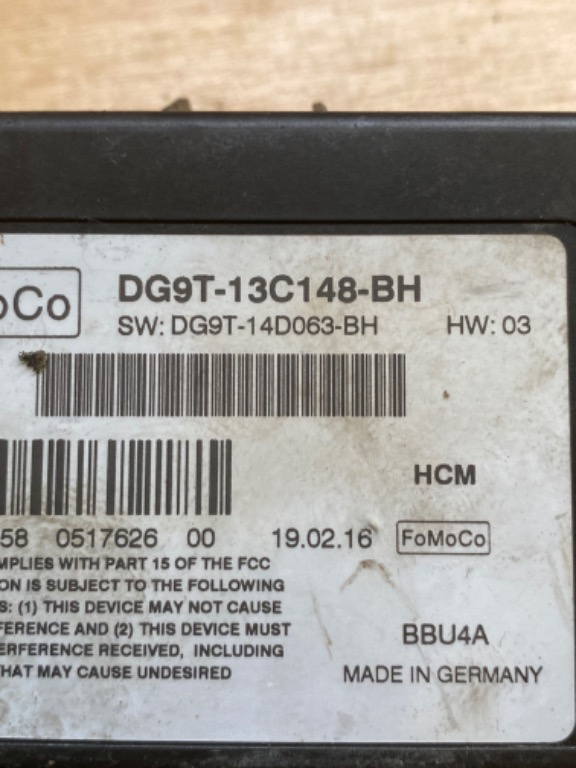 oCo
DG9T-13C148-BH
SW: DG9T-14D063-BH HW: 03
HCM
58 0517626 00 19.02.16 FoMoCo
MPLIES WITH PART 15 OF THE FCC
ON IS SUBJECT TO THE FOLLOWING
S: (1) THIS DEVICE MAY NOT CAUSE
FERENCE AND (2) THIS DEVICE MUST
ERFERENCE RECEIVED, INCLUDING
HAT MAY CAUSE UNDESIRED
BBU4A
MADE IN GERMANY